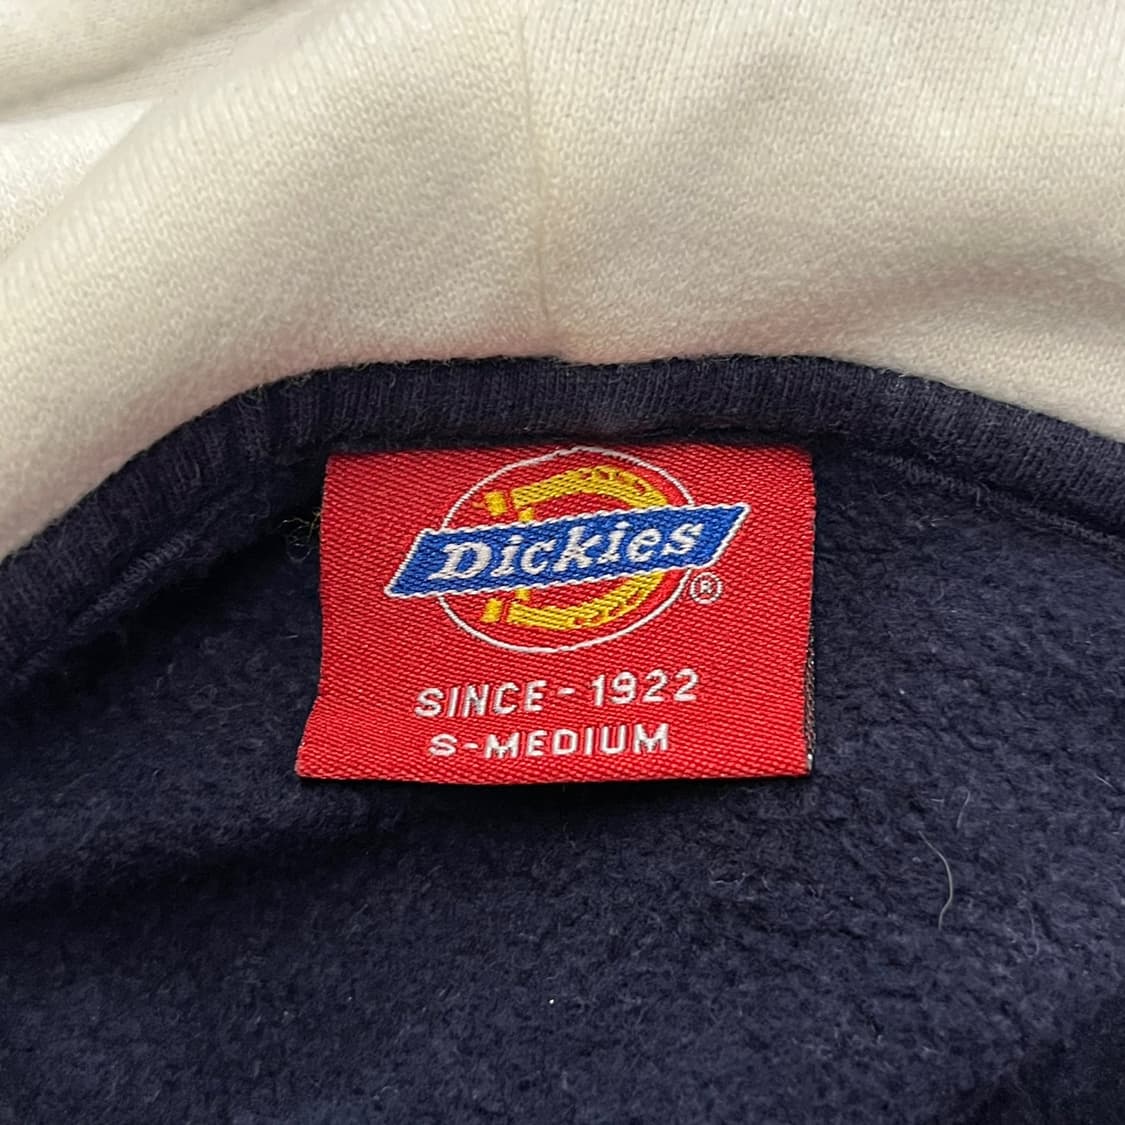 Dickies
®
SINCE-1922
S-MEDIUM